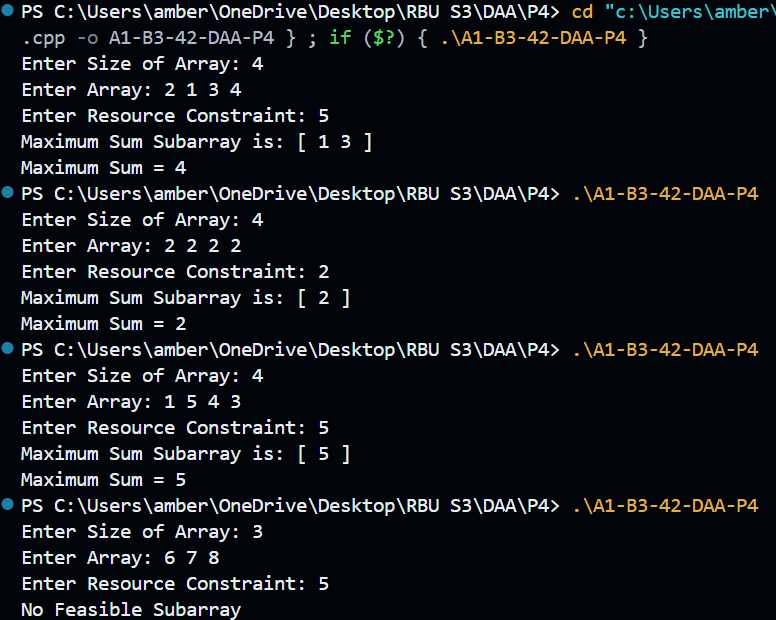 PS C:\Users\amber\OneDrive\Desktop\RBU S3\DAA\P4> cd "c:\Users\amber\
.cpp -o A1-B3-42-DAA-P4 } ; if ($?) { .\A1-B3-42-DAA-P4 }
Enter Size of Array: 4
Enter Array: 2 1 3 4
Enter Resource Constraint: 5
Maximum Sum Subarray is: [ 1 3 ]
Maximum Sum = 4
PS C:\Users\amber\OneDrive\Desktop\RBU S3\DAA\P4> .\A1-B3-42-DAA-P4
Enter Size of Array: 4
Enter Array: 2 2 2 2
Enter Resource Constraint: 2
Maximum Sum Subarray is: [ 2 ]
Maximum Sum = 2
PS C:\Users\amber\OneDrive\Desktop\RBU S3\DAA\P4> .\A1-B3-42-DAA-P4
Enter Size of Array: 4
Enter Array: 1 5 4 3
Enter Resource Constraint: 5
Maximum Sum Subarray is: [ 5 ]
Maximum Sum = 5
PS C:\Users\amber\OneDrive\Desktop\RBU S3\DAA\P4> .\A1-B3-42-DAA-P4
Enter Size of Array: 3
Enter Array: 6 7 8
Enter Resource Constraint: 5
No Feasible Subarray